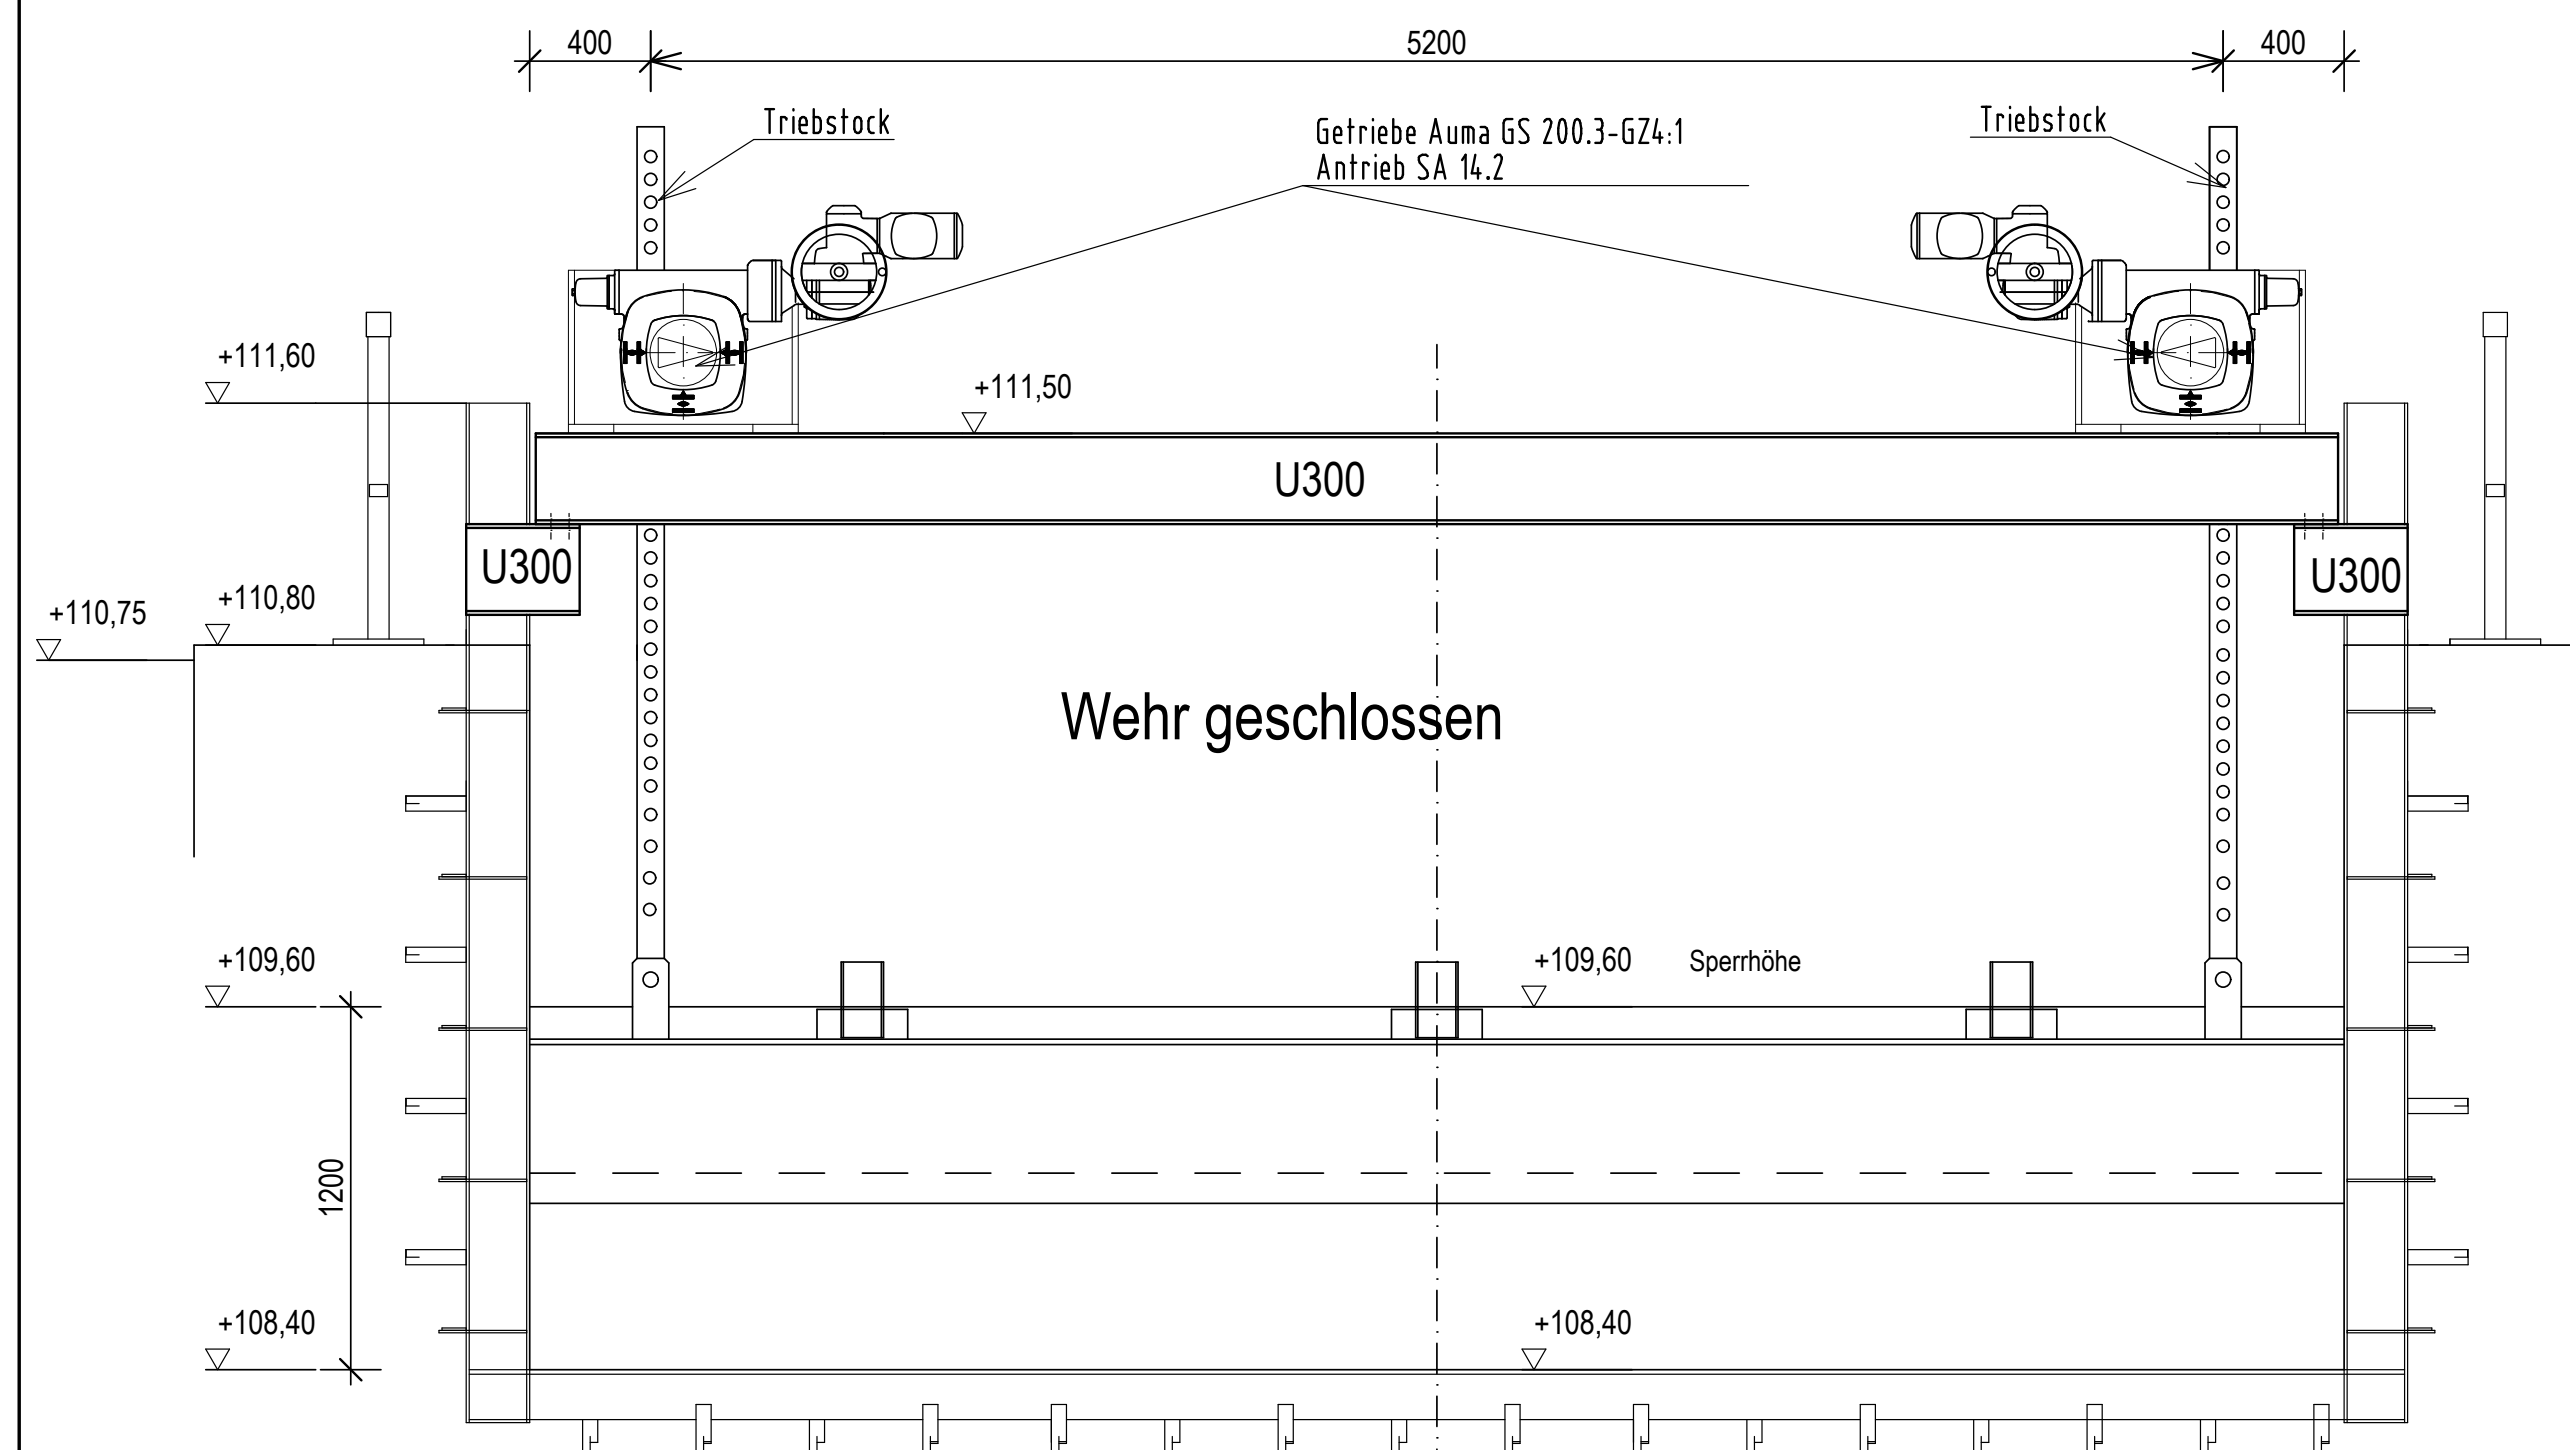 400
5200
400
Triebstock
Getriebe Auma GS 200.3-GZ4:1
Antrieb SA 14.2
Triebstock
+111,60
+111,50
U300
U300
U300
+110,75
+110,80
Wehr geschlossen
+109,60
+109,60
Sperrhöhe
1200
+108,40
+108,40